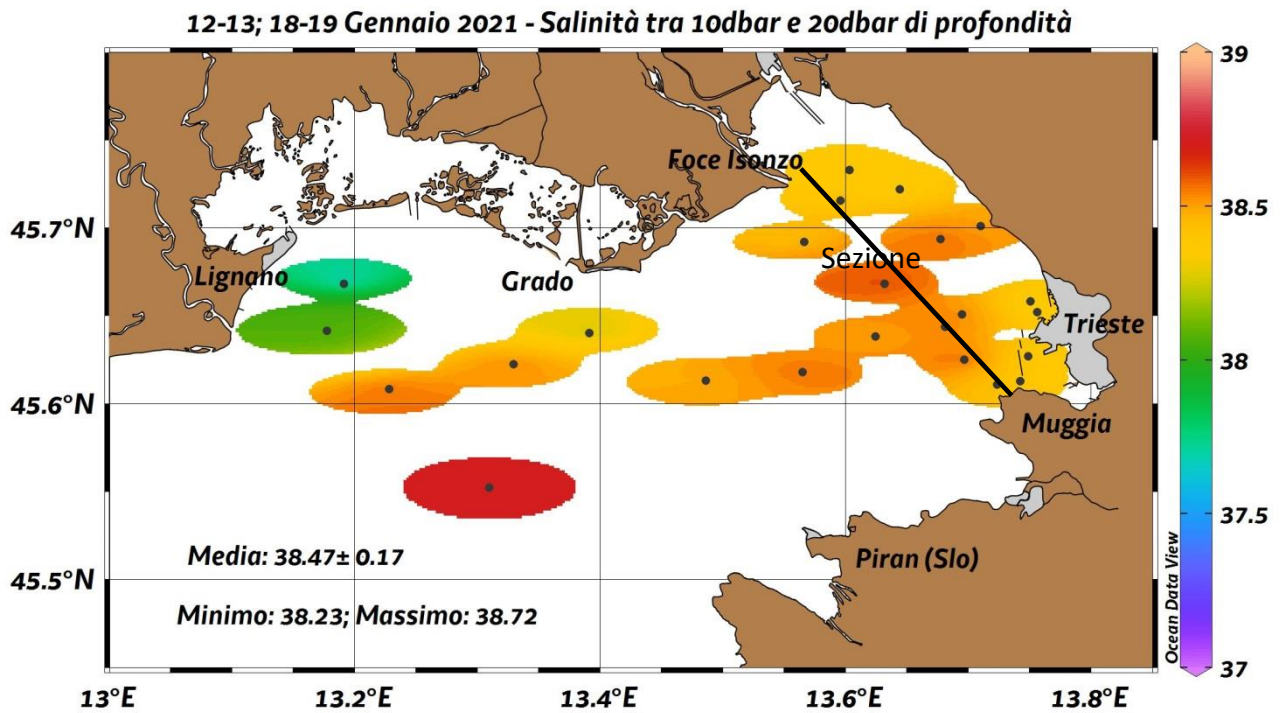 12-13; 18-19 Gennaio 2021 - Salinità tra 10dbar e 20dbar di profondità
39
Foce Isonzo
38.5
45.7°N
Sezione
Lignano
Grado
Trieste
38
45.6°N
Muggia
37.5
Media: 38.47± 0.17
Piran (Slo)
45.5°N
Minimo: 38.23; Massimo: 38.72
Ocean Data View
37
13°E
13.2°E
13.4°E
13.6°E
13.8°E